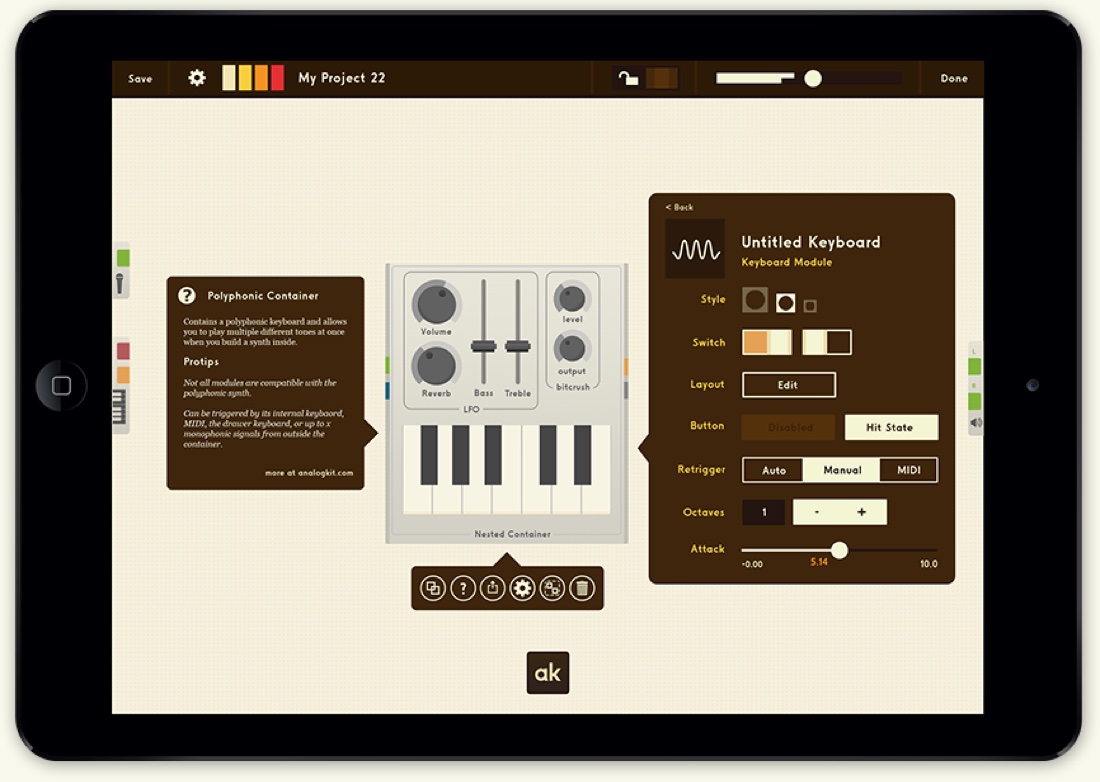 Save
My Project 22
Done
? Polyphonic Container
Contains a polyphonic keyboard and allows
you to play multiple different tones at once
when you build a synth inside.
Protips
Not all modules are compatible with the
polyphonic synth.
Can be triggered by its internal keybaord,
MIDI, the drawer keyboard, or up to x
monophonic signals from outside the
container.
more at analogkit.com
Volume
level
Reverb
Bass
Treble
output
LFO
bitcrush
Nested Container
?
ak
< Back
Untitled Keyboard
Keyboard Module
Style
Switch
Layout
Edit
Button
Disabled
Hit State
Retrigger
Auto
Manual
MIDI
Octaves
1
-
+
Attack
-0.00
5.14
10.0
L
R